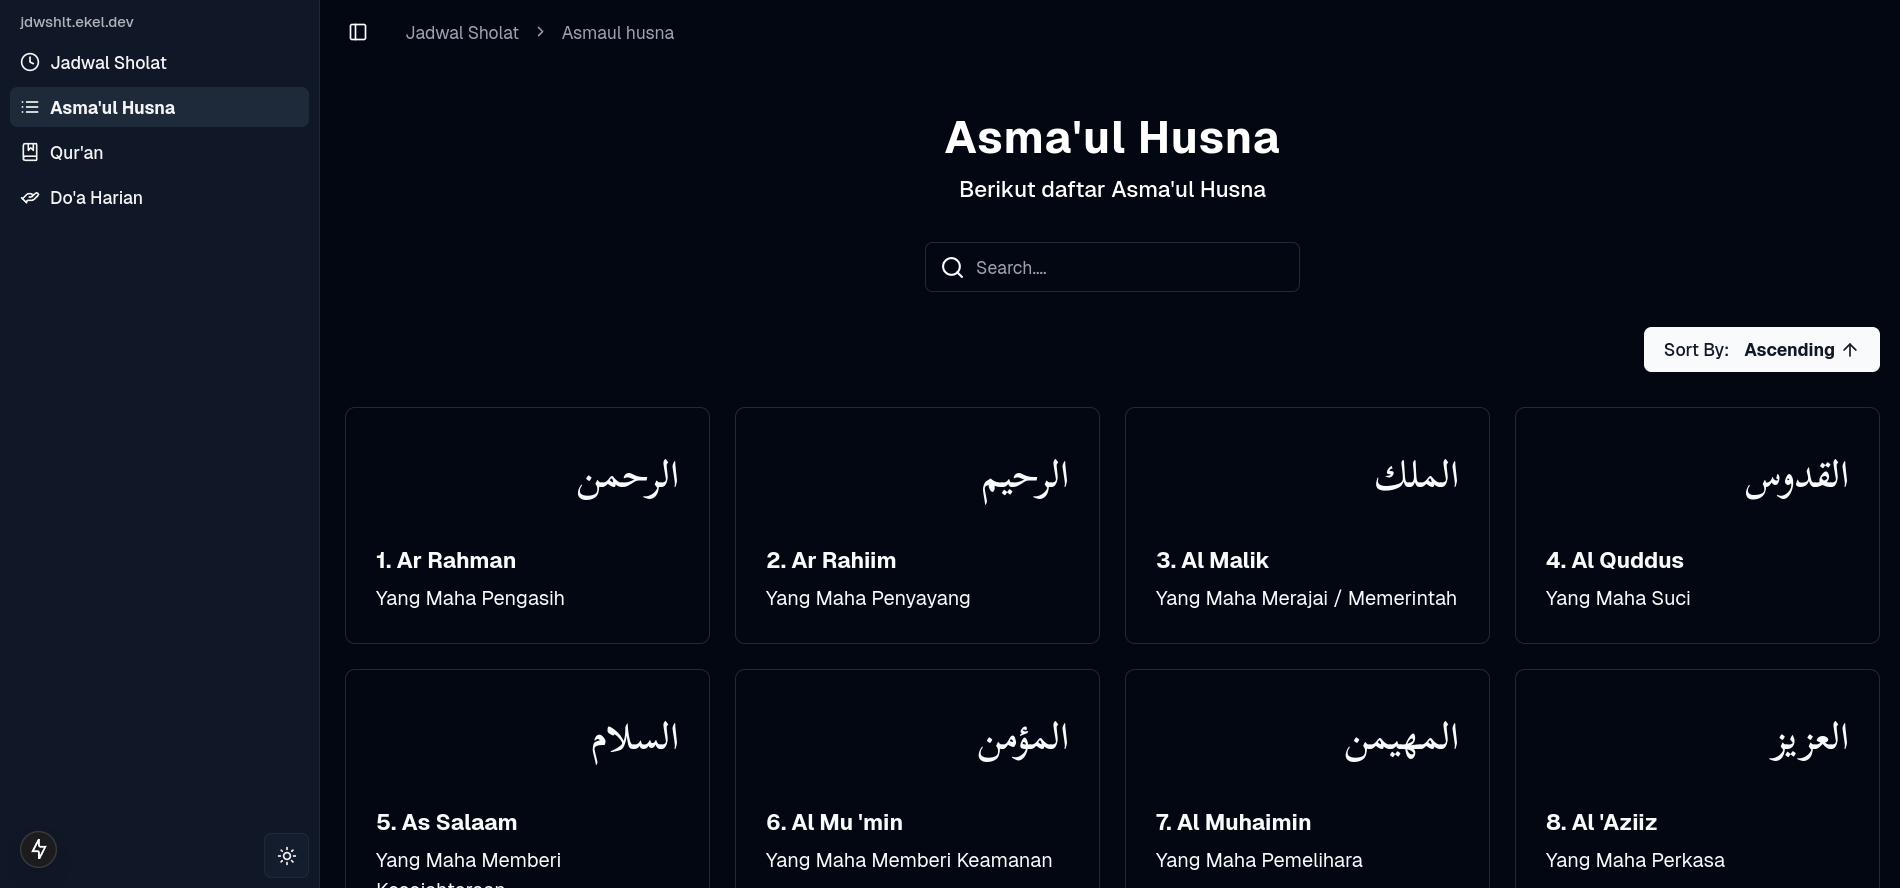 jdwshlt.ekel.dev
Jadwal Sholat
Asma'ul Husna
Qur'an
Do'a Harian
Jadwal Sholat > Asmaul husna
Asma'ul Husna
Berikut daftar Asma'ul Husna
Search....
Sort By: Ascending ↑
الرحمن
1. Ar Rahman
Yang Maha Pengasih
الرحيم
2. Ar Rahiim
Yang Maha Penyayang
الملك
3. Al Malik
Yang Maha Merajai / Memerintah
القدوس
4. Al Quddus
Yang Maha Suci
السلام
5. As Salaam
Yang Maha Memberi
المؤمن
6. Al Mu 'min
Yang Maha Memberi Keamanan
المهيمن
7. Al Muhaimin
Yang Maha Pemelihara
العزيز
8. Al 'Aziiz
Yang Maha Perkasa